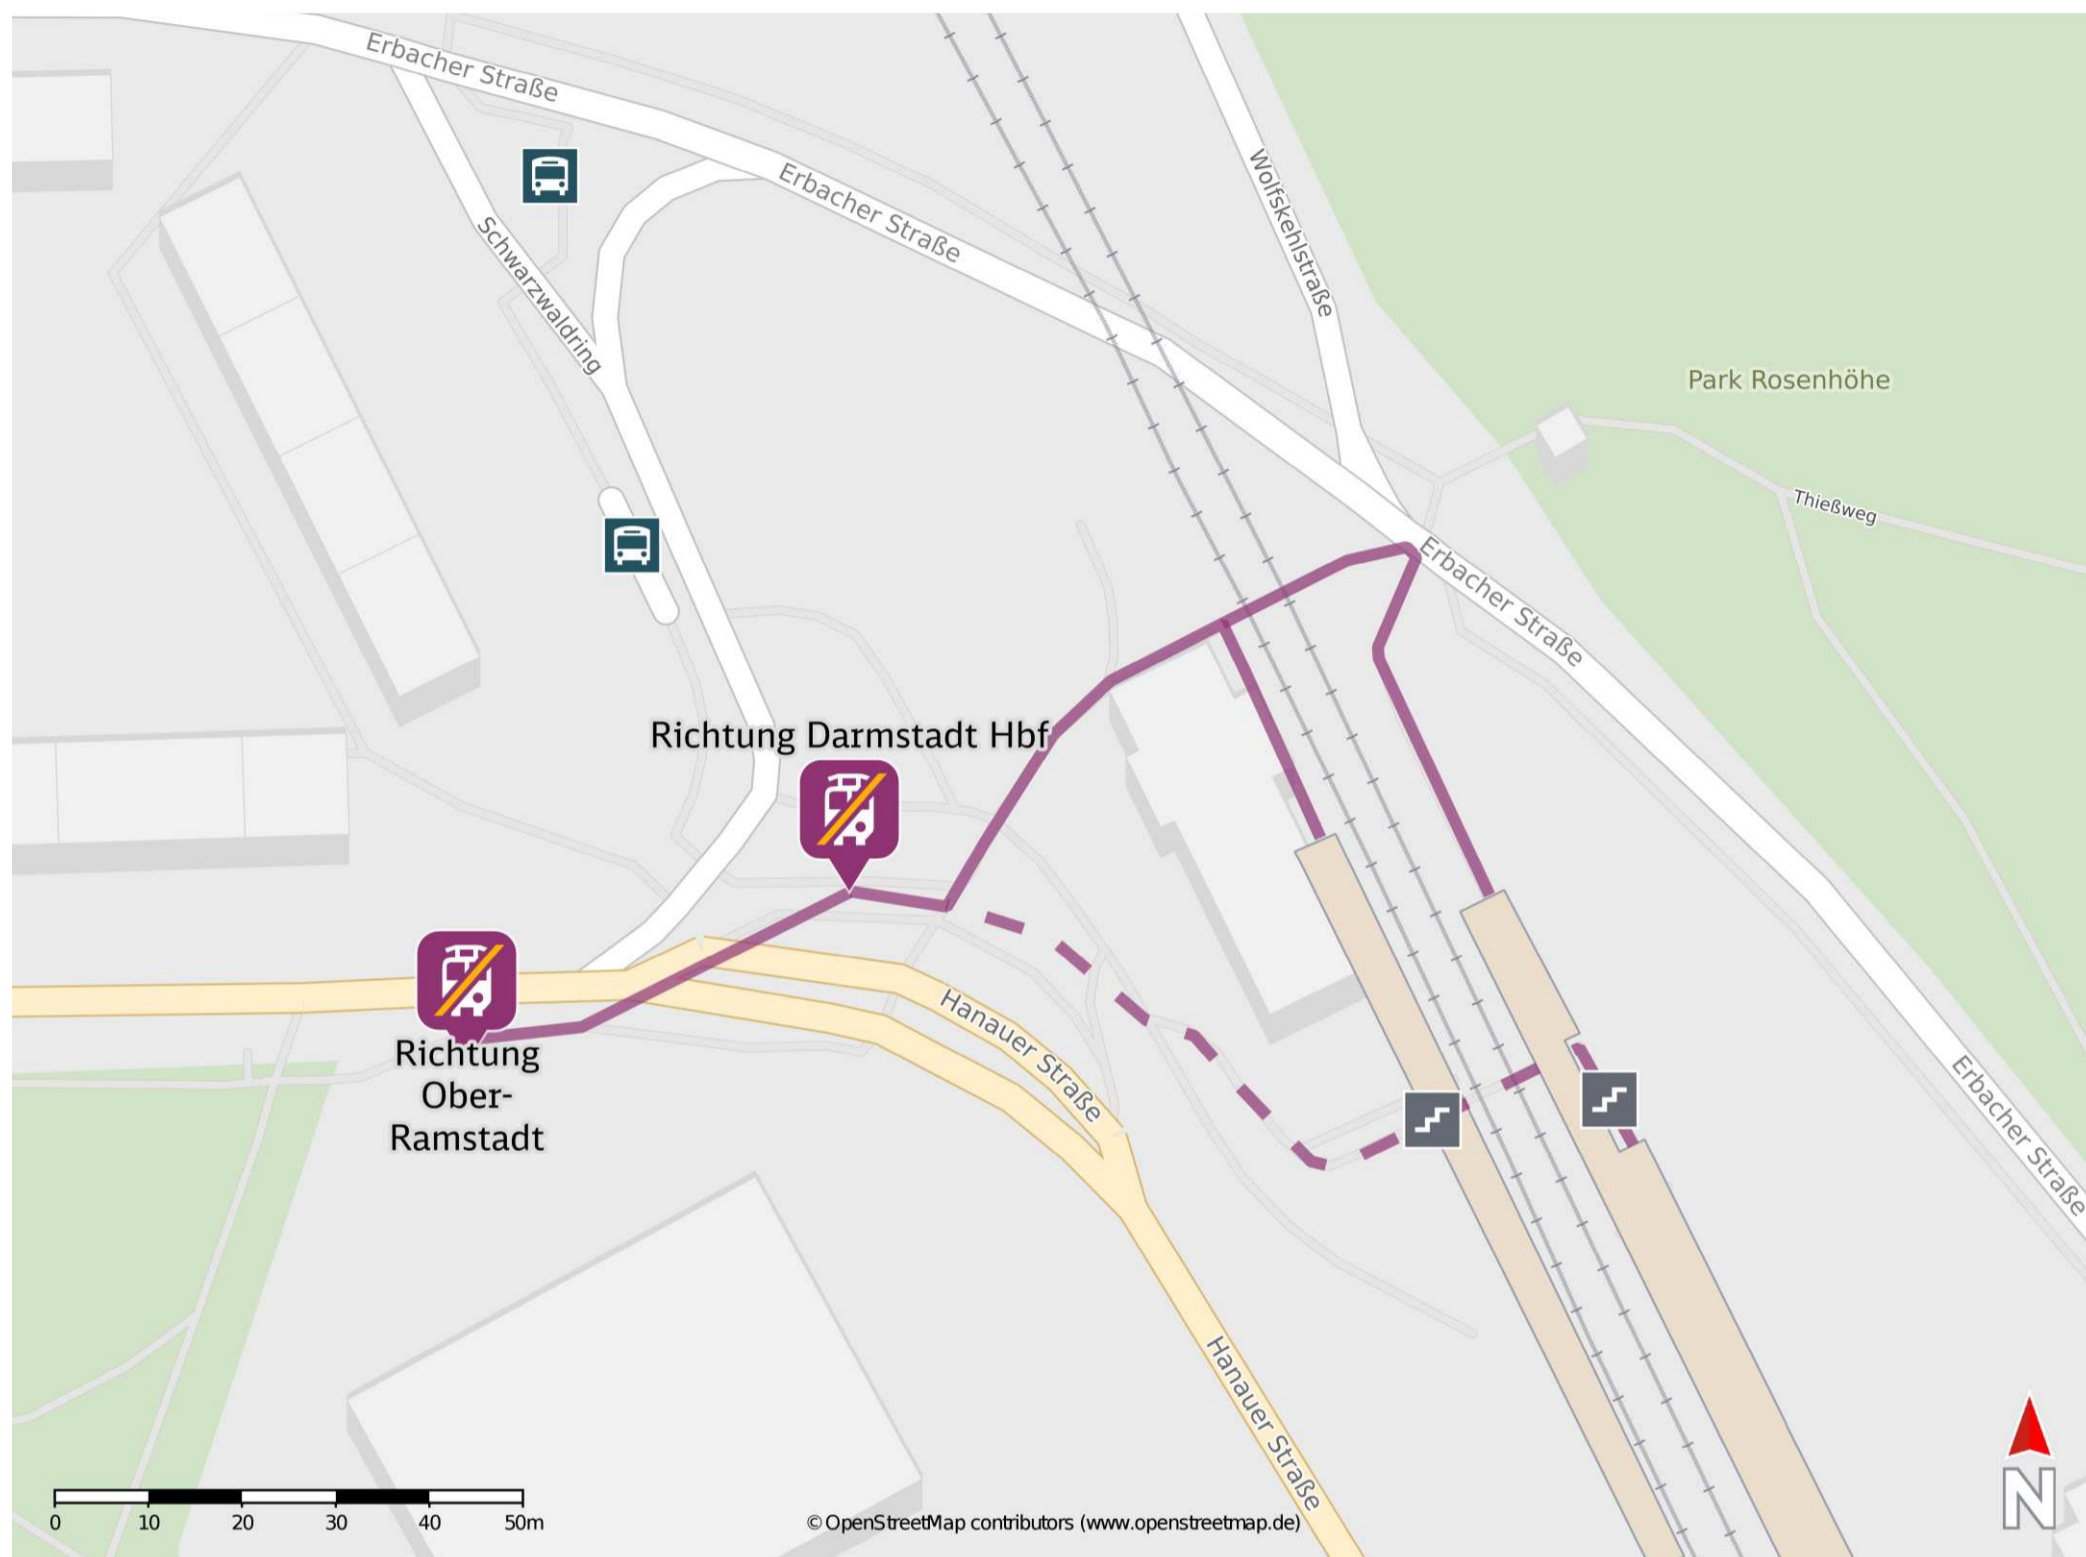 Erbacher Straße
Erbacher Straße
Wolfskehlstraße
Schwarzwaldring
Park Rosenhöhe
Thießweg
Erbacher Straße
Richtung Darmstadt Hbf
Hanauer Straße
Richtung
Ober-
Ramstadt
Erbacher Straße
Hanauer Straße
N
0 10 20 30 40 50m
© OpenStreetMap contributors (www.openstreetmap.de)